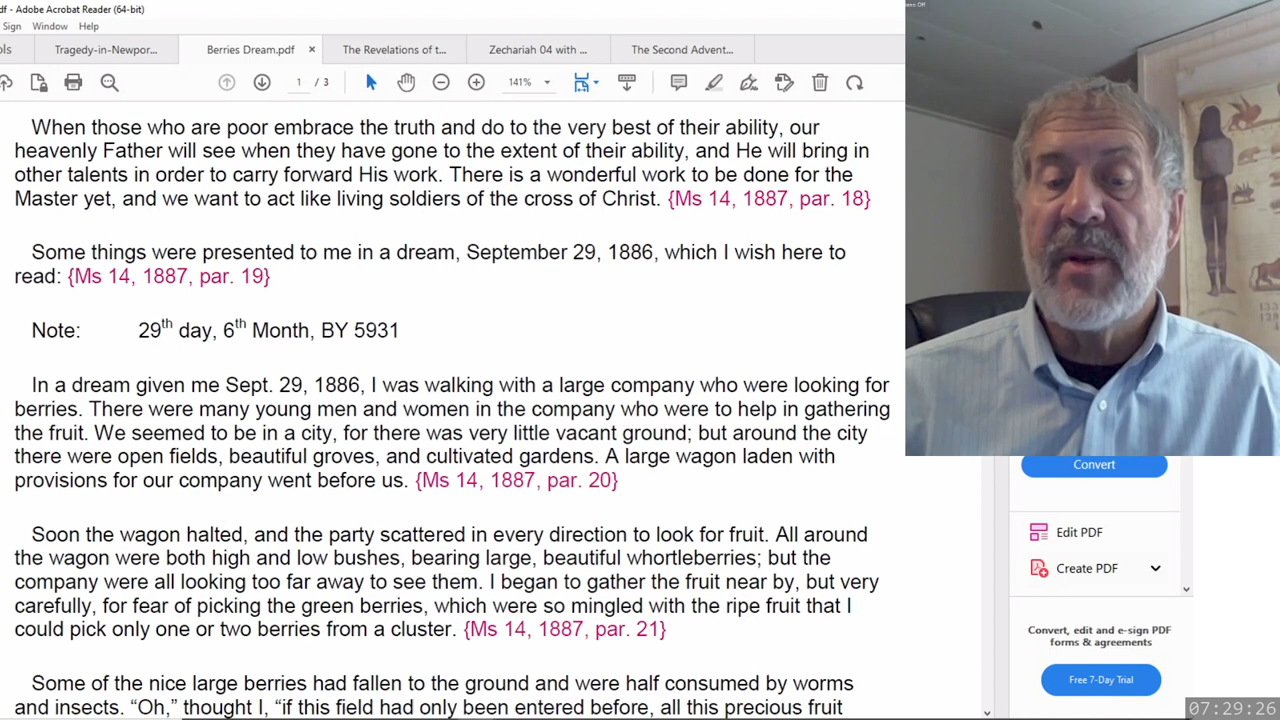 df - Adobe Acrobat Reader (64-bit)
Sign Window Help
ols Tragedy-in-Newpor... Berries Dream.pdf × The Revelations of t... Zechariah 04 with ... The Second Advent...
1 / 3 141%
When those who are poor embrace the truth and do to the very best of their ability, our
heavenly Father will see when they have gone to the extent of their ability, and He will bring in
other talents in order to carry forward His work. There is a wonderful work to be done for the
Master yet, and we want to act like living soldiers of the cross of Christ. {Ms 14, 1887, par. 18}
Some things were presented to me in a dream, September 29, 1886, which I wish here to
read: {Ms 14, 1887, par. 19}
Note: 29th day, 6th Month, BY 5931
In a dream given me Sept. 29, 1886, I was walking with a large company who were looking for
berries. There were many young men and women in the company who were to help in gathering
the fruit. We seemed to be in a city, for there was very little vacant ground; but around the city
there were open fields, beautiful groves, and cultivated gardens. A large wagon laden with
provisions for our company went before us. {Ms 14, 1887, par. 20}
Soon the wagon halted, and the party scattered in every direction to look for fruit. All around
the wagon were both high and low bushes, bearing large, beautiful whortleberries; but the
company were all looking too far away to see them. I began to gather the fruit near by, but very
carefully, for fear of picking the green berries, which were so mingled with the ripe fruit that I
could pick only one or two berries from a cluster. {Ms 14, 1887, par. 21}
Some of the nice large berries had fallen to the ground and were half consumed by worms
and insects. “Oh,” thought I, “if this field had only been entered before, all this precious fruit
Convert
Edit PDF
Create PDF
Convert, edit and e-sign PDF
forms & agreements
Free 7-Day Trial
07:29:26